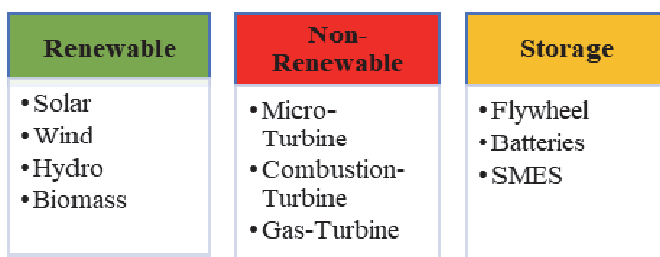 Renewable
• Solar
• Wind
• Hydro
• Biomass
Non-
Renewable
• Micro-
Turbine
• Combustion-
Turbine
• Gas-Turbine
Storage
• Flywheel
• Batteries
• SMES